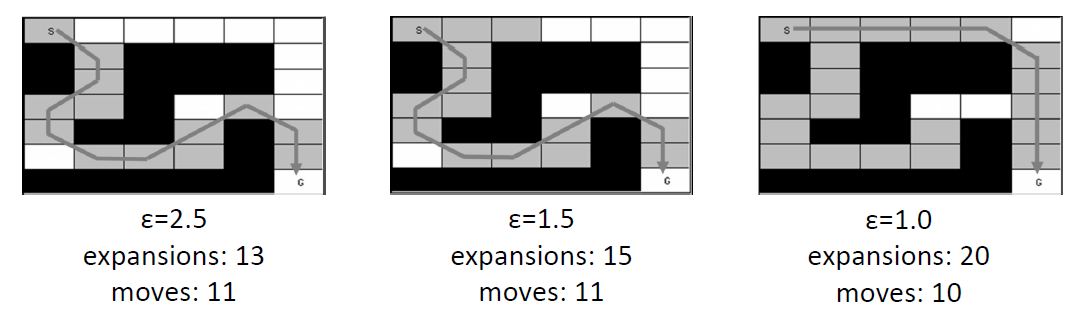 S
G
ε=2.5
expansions: 13
moves: 11
S
G
ε=1.5
expansions: 15
moves: 11
S
G
ε=1.0
expansions: 20
moves: 10